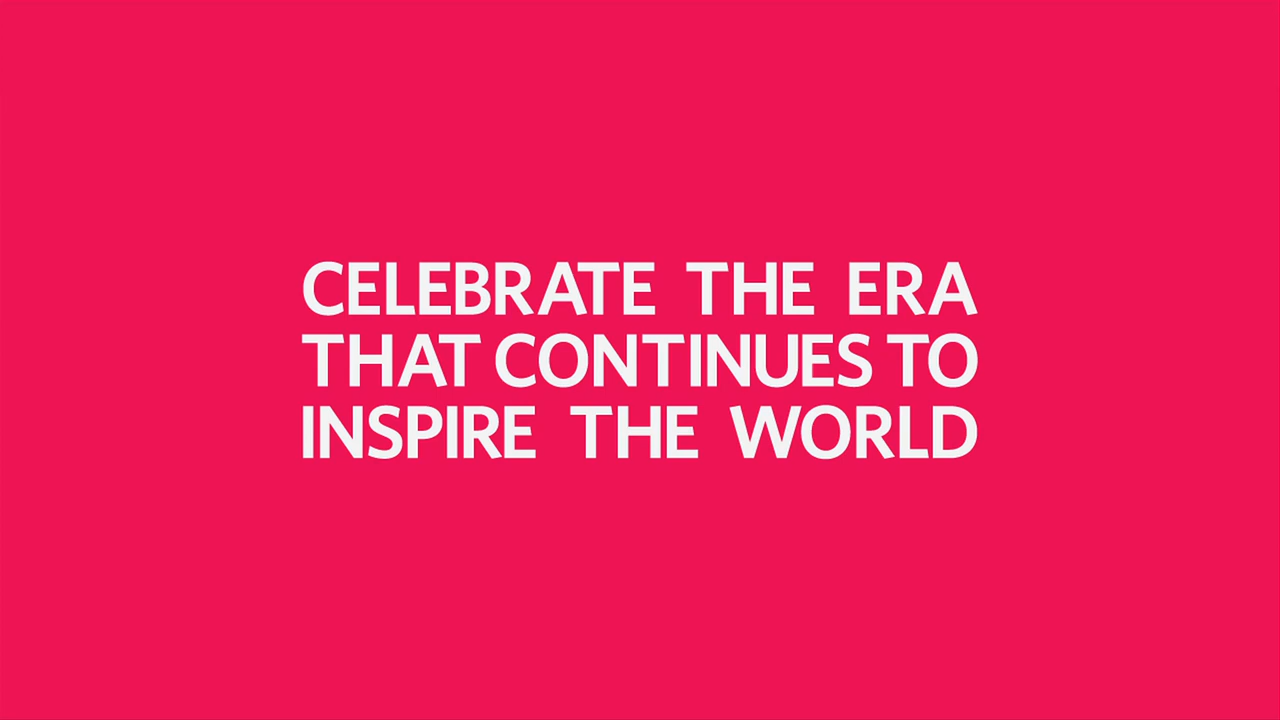 CELEBRATE THE ERA
THAT CONTINUES TO
INSPIRE THE WORLD